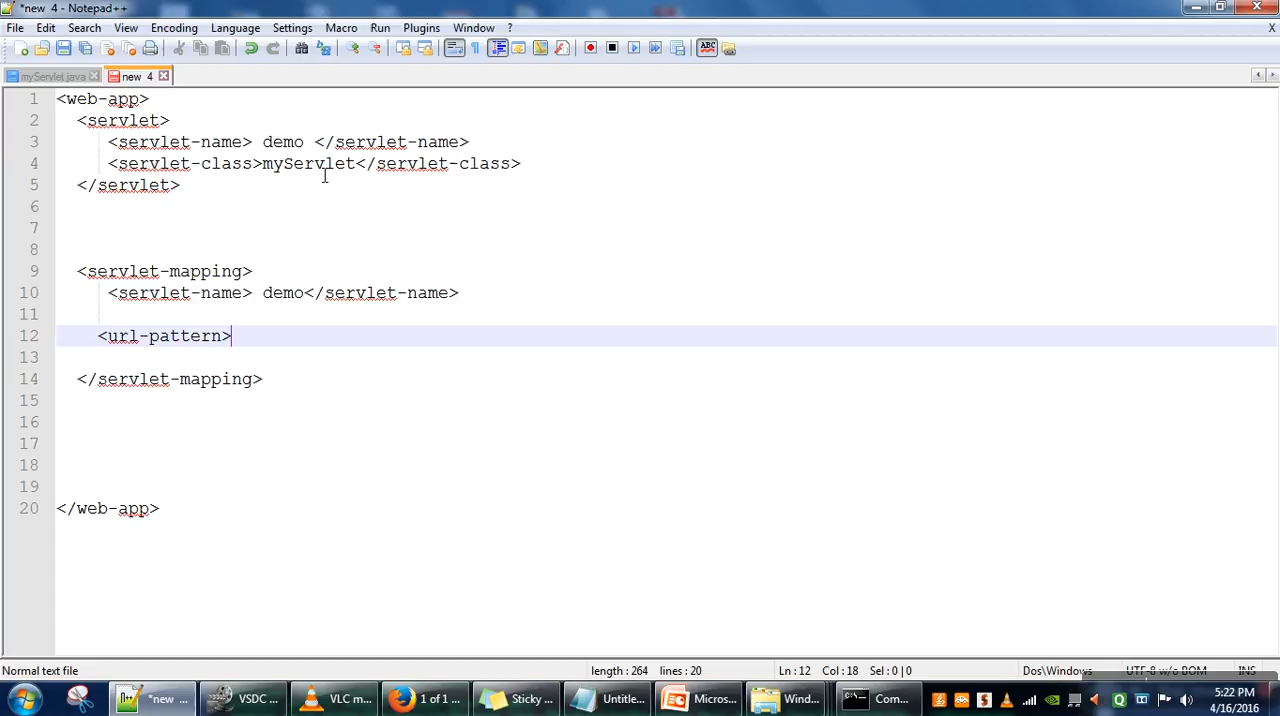 *new  4 - Notepad++
File Edit Search View Encoding Language Settings Macro Run Plugins Window ? X
ABC
myServlet.java new 4
1 <web-app>
2 <servlet>
3 <servlet-name> demo </servlet-name>
4 <servlet-class>myServlet</servlet-class>
5 </servlet>
6
7
8
9 <servlet-mapping>
10 <servlet-name> demo</servlet-name>
11
12 <url-pattern>
13
14 </servlet-mapping>
15
16
17
18
19
20 </web-app>
Normal text file length : 264 lines : 20 Ln : 12 Col : 18 Sel : 0 | 0 Dos\Windows UTF-8 w/o BOM INS
*new ... VSDC ... VLC m... 1 of 1 ... Sticky ... Untitle... Micros... Wind... Com... 5:22 PM
4/16/2016